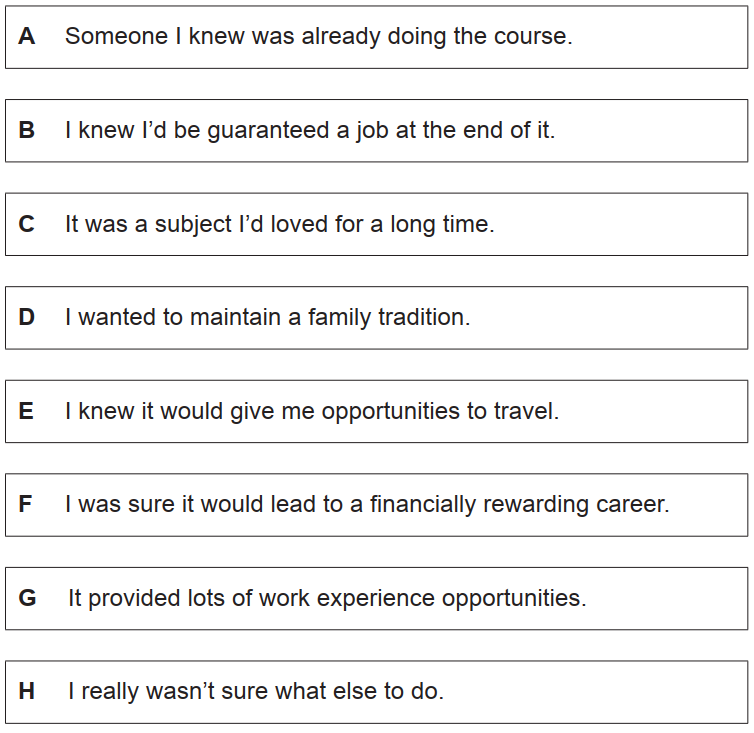 A Someone I knew was already doing the course.
B I knew I’d be guaranteed a job at the end of it.
C It was a subject I’d loved for a long time.
D I wanted to maintain a family tradition.
E I knew it would give me opportunities to travel.
F I was sure it would lead to a financially rewarding career.
G It provided lots of work experience opportunities.
H I really wasn’t sure what else to do.